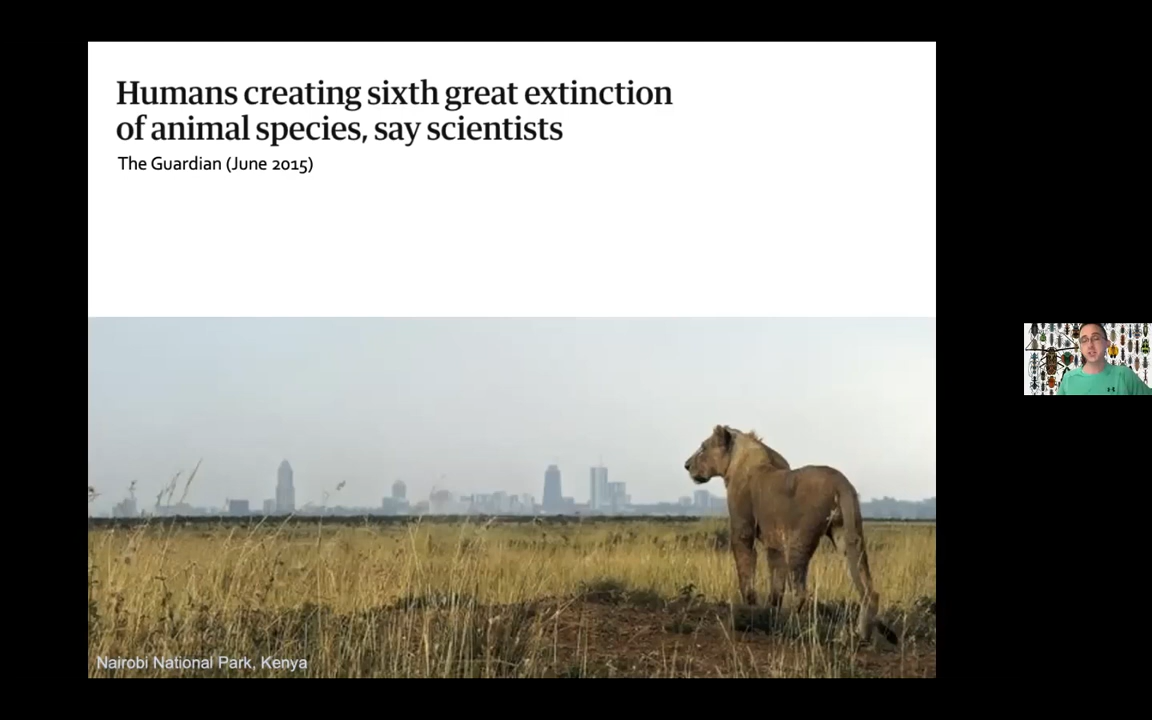 Humans creating sixth great extinction
of animal species, say scientists
The Guardian (June 2015)
Nairobi National Park, Kenya